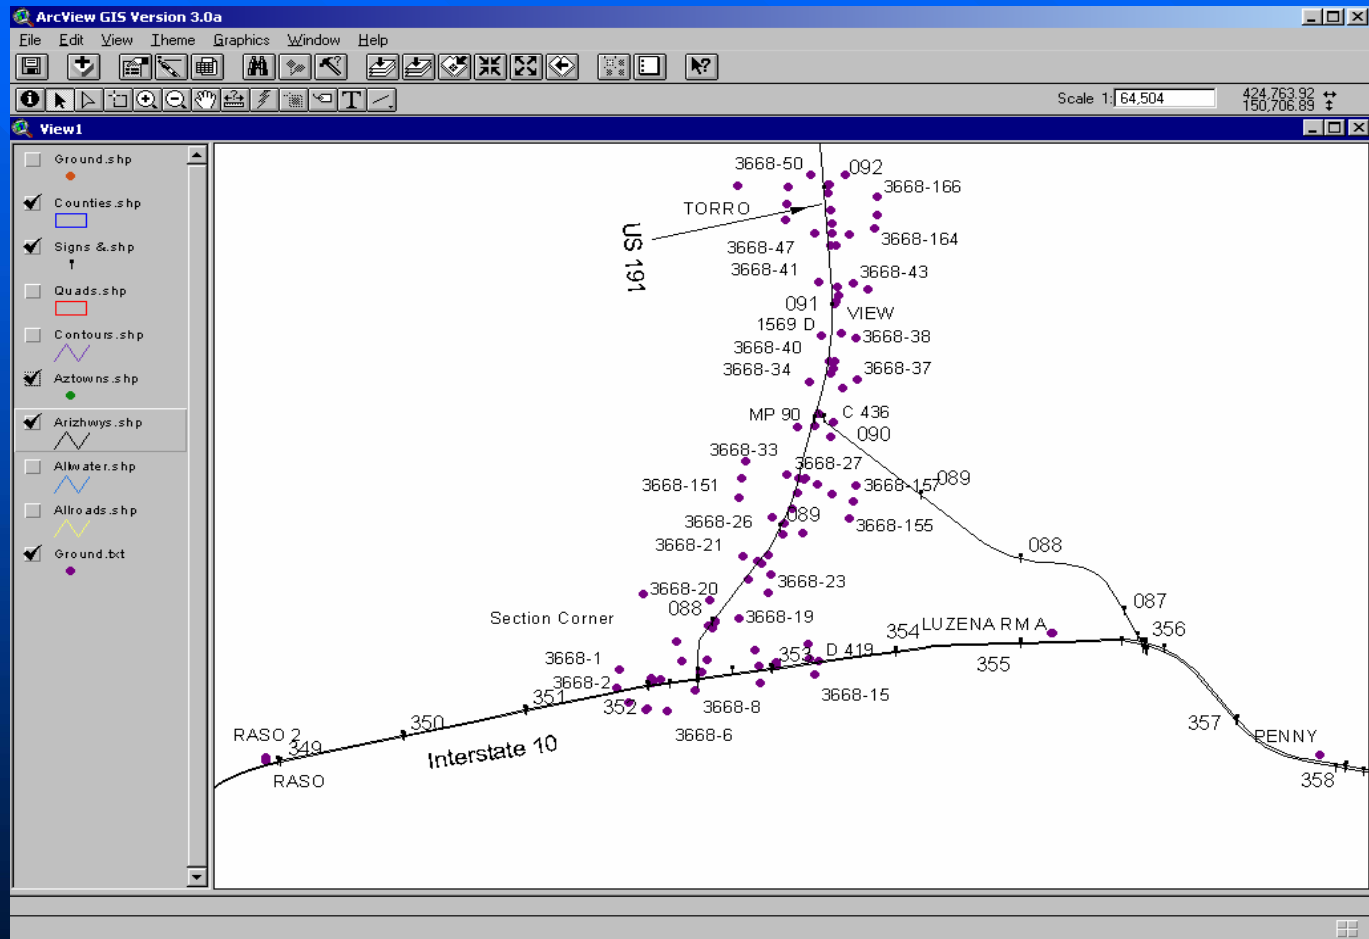 ArcView GIS Version 3.0a
File Edit View Theme Graphics Window Help
Scale 1: 64,504
424,763.92
150,706.89
View1
Ground.shp
Counties.shp
Signs &.shp
Quads.shp
Contours.shp
Aztowns.shp
Arizhwys.shp
Allwater.shp
Allroads.shp
Ground.txt
3668-50
092
3668-166
TORRO
US 191
3668-47
3668-164
3668-41
3668-43
091
VIEW
1569 D
3668-38
3668-40
3668-34
3668-37
MP 90
C 436
090
3668-33
3668-27
089
3668-151
3668-157
3668-26
089
3668-155
3668-21
088
3668-20
3668-23
088
087
Section Corner
3668-19
LUZENA RM A
354
356
3668-1
353
D 419
355
3668-2
3668-15
351
352
3668-8
350
357
3668-6
RASO 2
349
Interstate 10
PENNY
RASO
358